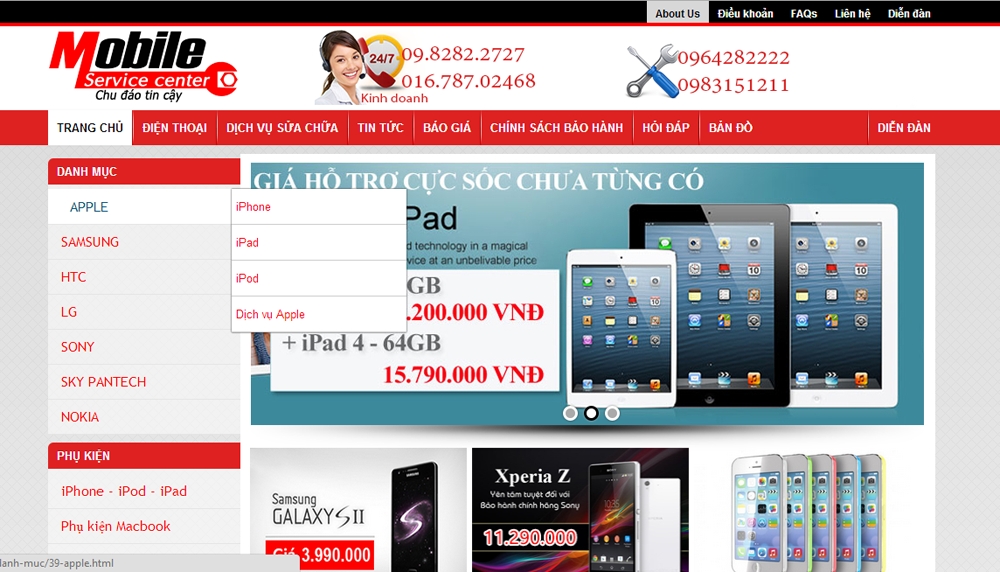 About Us Điều khoản FAQs Liên hệ Diễn đàn
Mobile
Service center
Chu đáo tin cậy
24/7
09.8282.2727
016.787.02468
Kinh doanh
0964282222
0983151211
TRANG CHỦ ĐIỆN THOẠI DỊCH VỤ SỬA CHỮA TIN TỨC BÁO GIÁ CHÍNH SÁCH BẢO HÀNH HỎI ĐÁP BẢN ĐỒ DIỄN ĐÀN
DANH MỤC
APPLE
SAMSUNG
HTC
LG
SONY
SKY PANTECH
NOKIA
iPhone
iPad
iPod
Dịch vụ Apple
GIÁ HỖ TRỢ CỰC SỐC CHƯA TỪNG CÓ
Pad
technology in a magical
vice at an unbelivable price
GB
.200.000 VNĐ
+ iPad 4 - 64GB
15.790.000 VNĐ
PHỤ KIỆN
iPhone - iPod - iPad
Phụ kiện Macbook
Samsung
GALAXY S II
Giá 3.990.000
Xperia Z
Yên tâm tuyệt đối với
Bảo hành chính hãng Sony
11.290.000
lanh-muc/39-apple.html